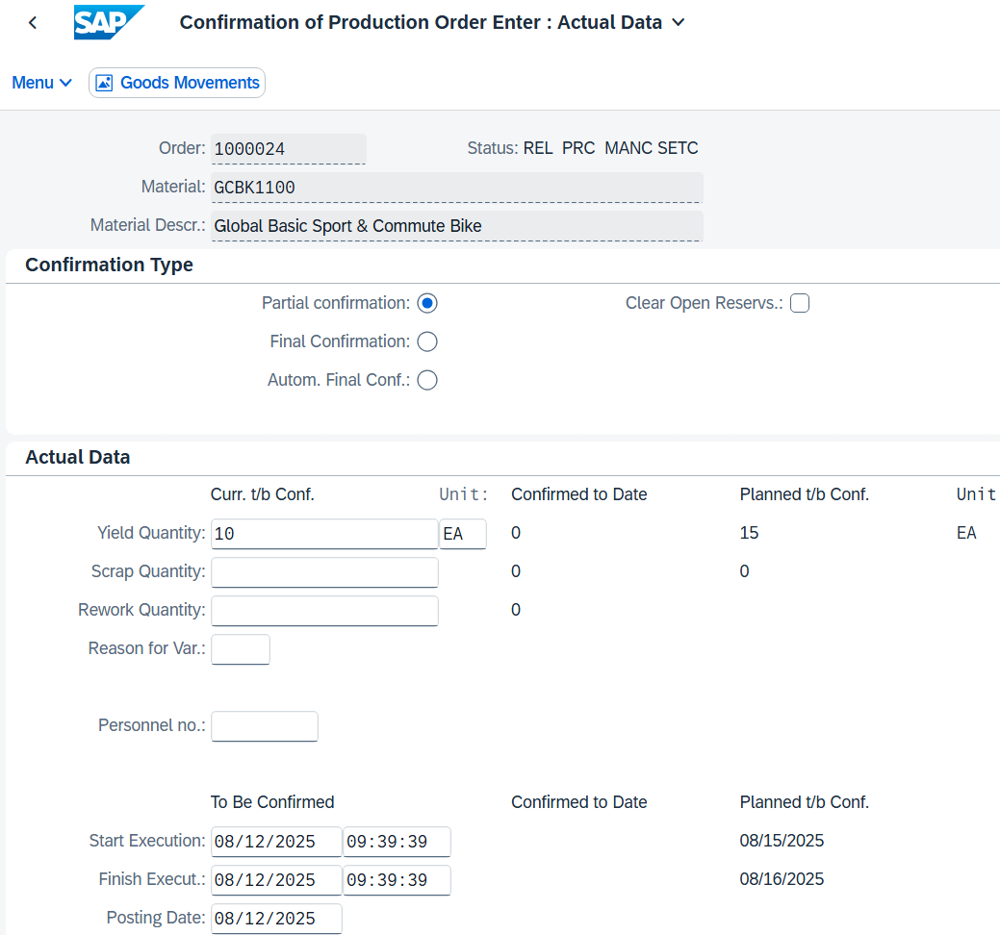 SAP Confirmation of Production Order Enter : Actual Data
Menu Goods Movements
Order: 1000024 Status: REL PRC MANC SETC
Material: GCBK1100
Material Descr.: Global Basic Sport & Commute Bike
Confirmation Type
Partial confirmation: Clear Open Reservs.:
Final Confirmation:
Autom. Final Conf.:
Actual Data
Curr. t/b Conf. Unit: Confirmed to Date Planned t/b Conf. Unit
Yield Quantity: 10 EA 0 15 EA
Scrap Quantity: 0 0
Rework Quantity: 0
Reason for Var.:
Personnel no.:
To Be Confirmed Confirmed to Date Planned t/b Conf.
Start Execution: 08/12/2025 09:39:39 08/15/2025
Finish Execut.: 08/12/2025 09:39:39 08/16/2025
Posting Date: 08/12/2025